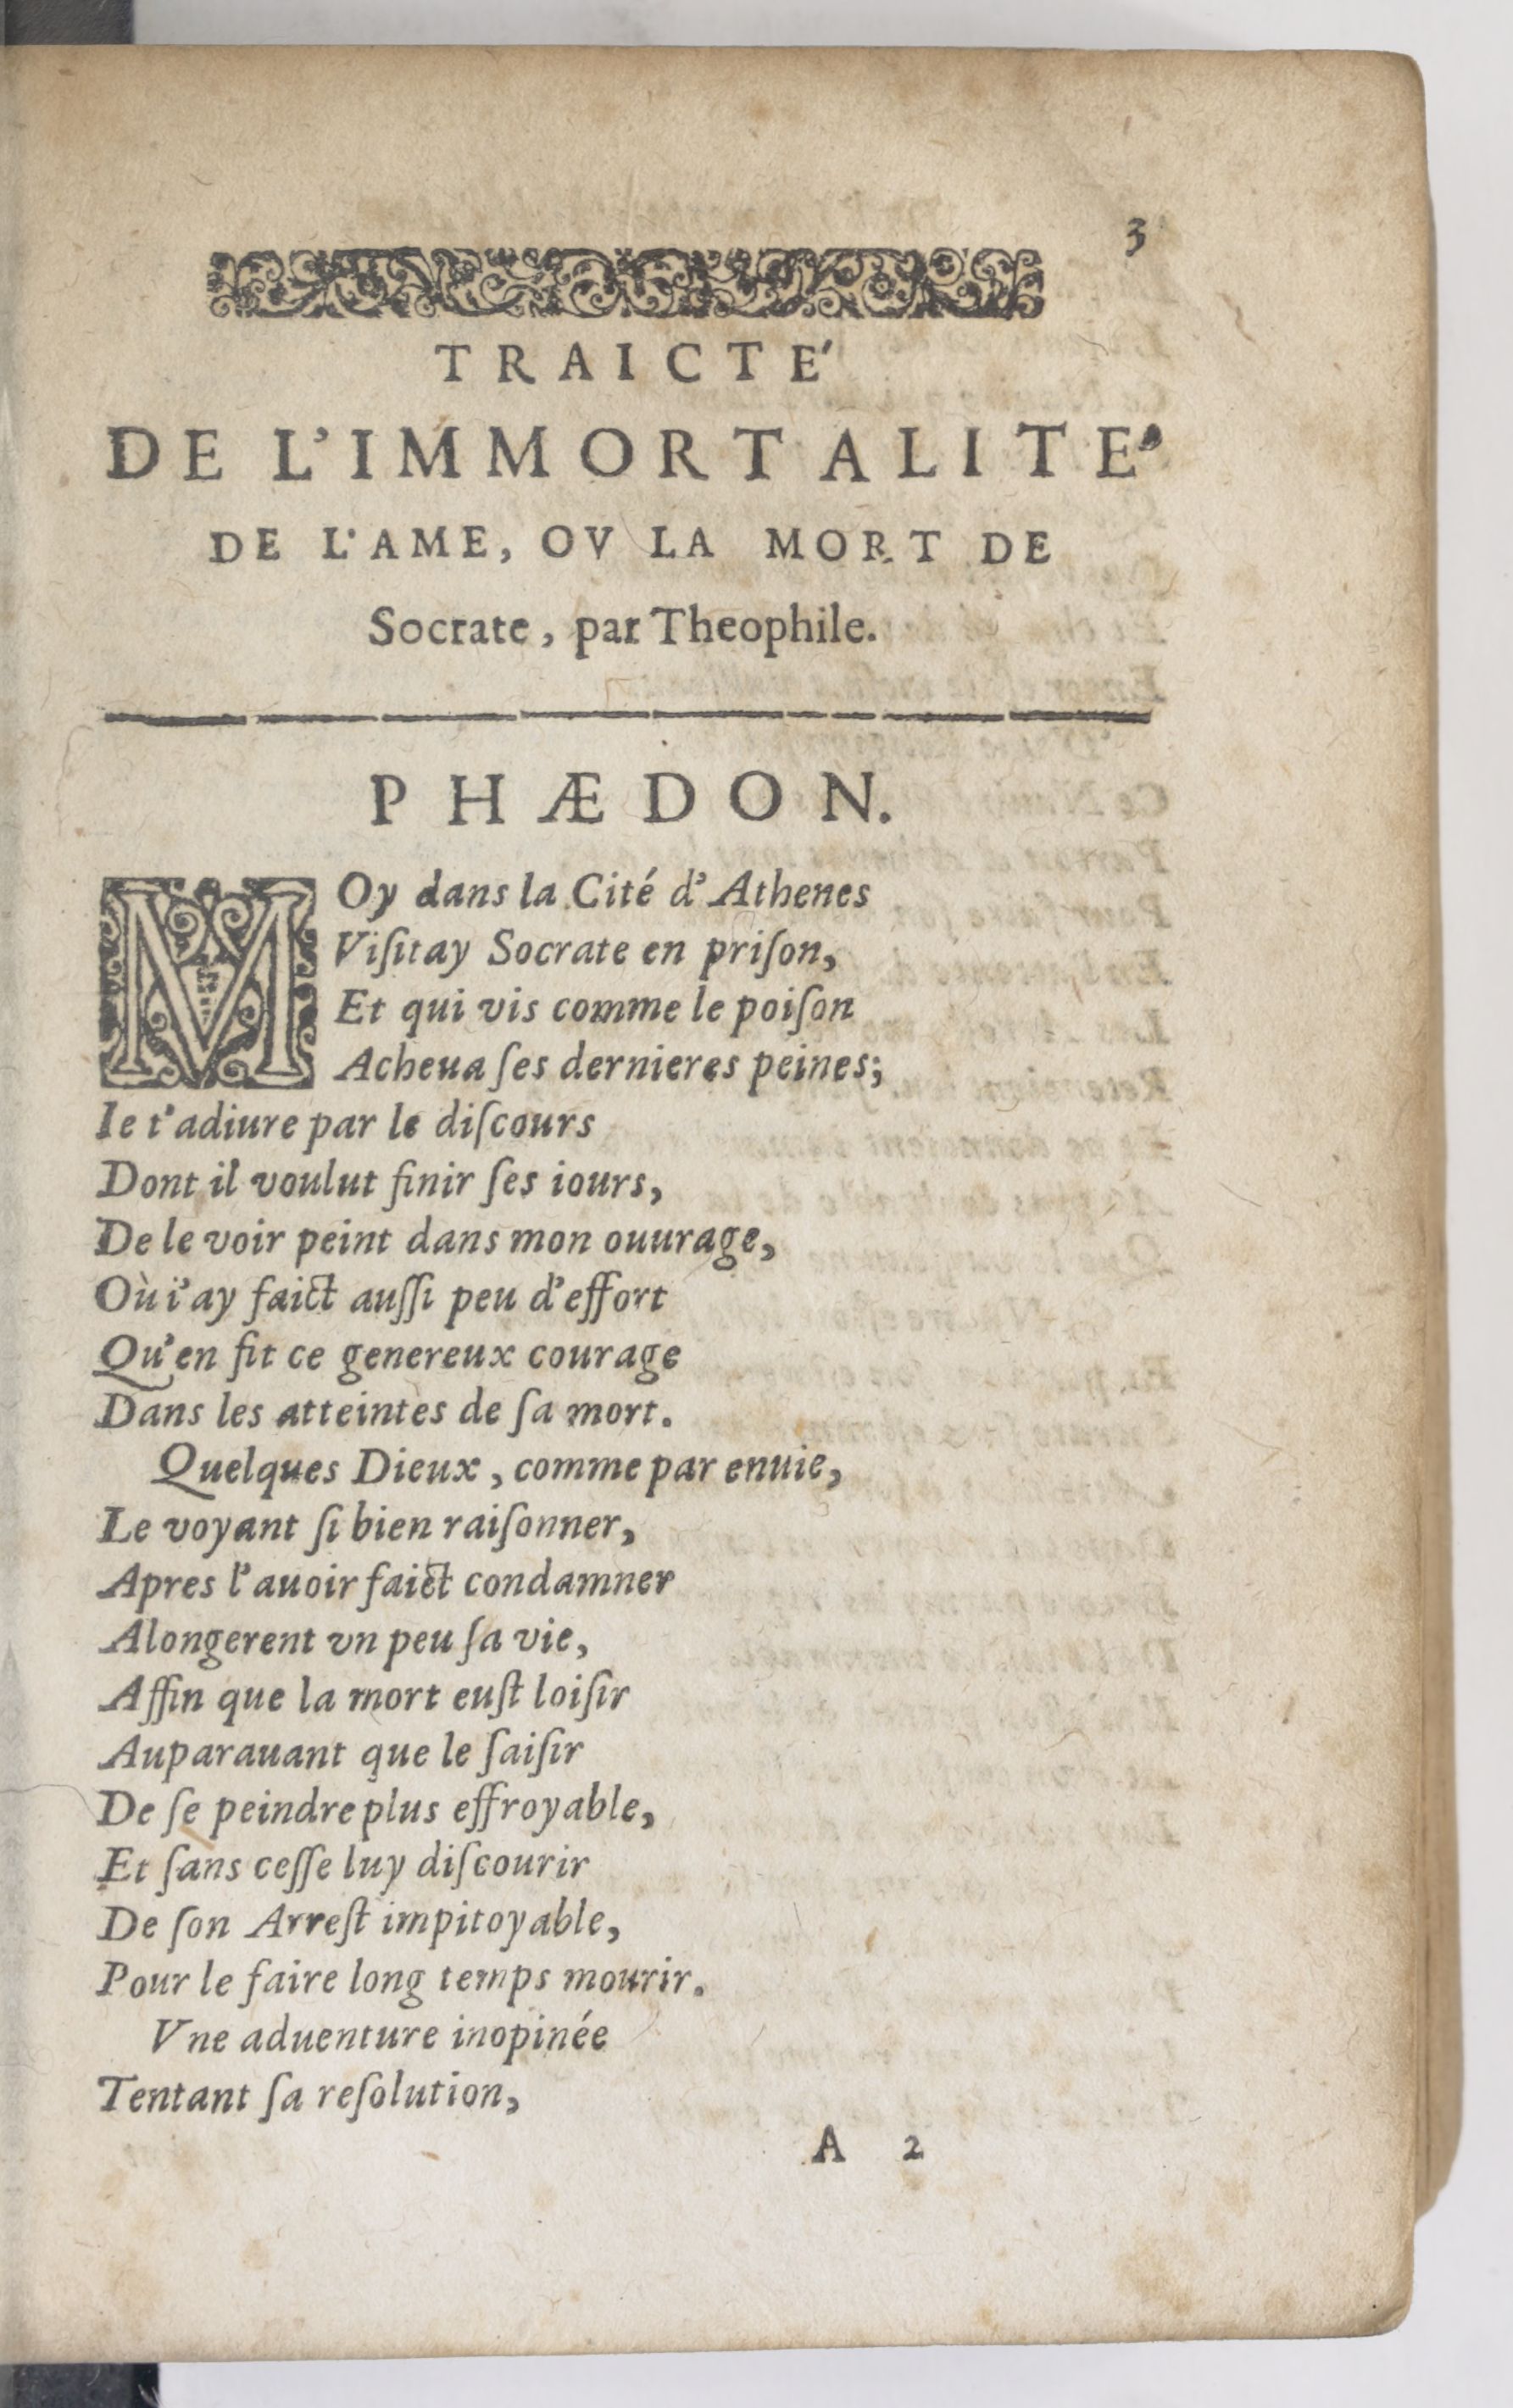 3
TRAICTE'
DE L'IMMORTALITE'
DE L'AME, OV LA MORT DE
Socrate, par Theophile.
PHÆDON.
MOy dans la Cité d'Athenes
Viſitay Socrate en priſon,
Et qui vis comme le poiſon
Acheua ſes dernieres peines;
Ie t'adiure par le diſcours
Dont il voulut finir ſes iours,
De le voir peint dans mon ouurage,
Où i'ay faict auſſi peu d'effort
Qu'en fit ce genereux courage
Dans les atteintes de ſa mort.
Quelques Dieux, comme par enuie,
Le voyant ſi bien raiſonner,
Apres l'auoir faict condamner
Alongerent vn peu ſa vie,
Affin que la mort euſt loiſir
Auparauant que le ſaiſir
De ſe peindre plus effroyable,
Et ſans ceſſe luy diſcourir
De ſon Arreſt impitoyable,
Pour le faire long temps mourir.
Vne aduenture inopinée
Tentant ſa reſolution,
A 2